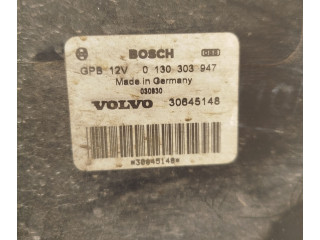 BOSCH
GPB 12V 0 130 303 947
Made in Germany
030930
VOLVO 30645148
*30645148*